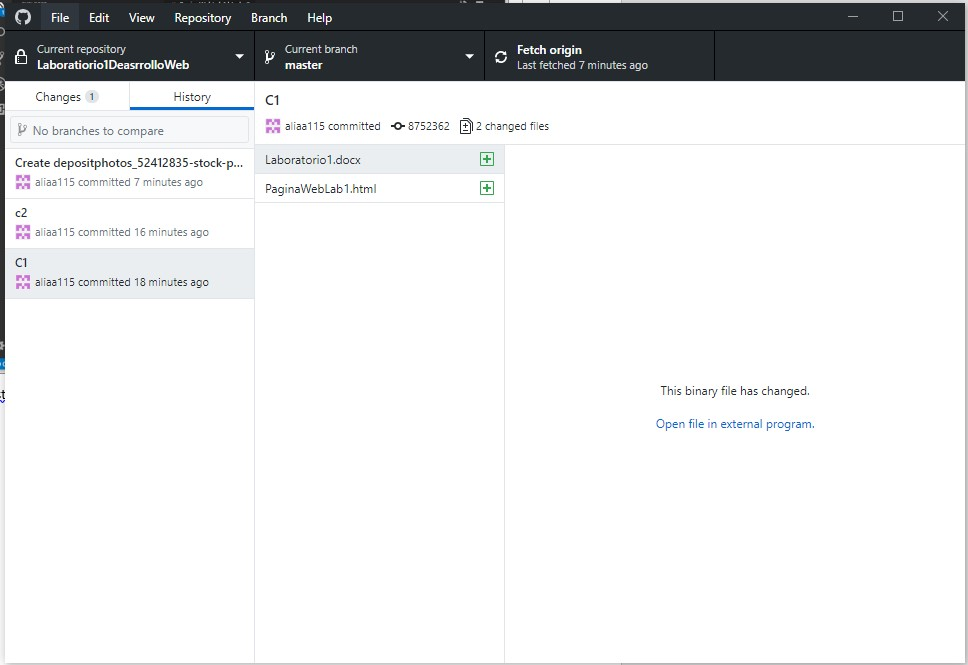 File Edit View Repository Branch Help
Current repository
Laboratiorio1DeasrrolloWeb
Current branch
master
Fetch origin
Last fetched 7 minutes ago
Changes 1
History
No branches to compare
Create depositphotos_52412835-stock-p...
aliaa115 committed 7 minutes ago
c2
aliaa115 committed 16 minutes ago
C1
aliaa115 committed 18 minutes ago
C1
aliaa115 committed 8752362 2 changed files
Laboratorio1.docx
PaginaWebLab1.html
This binary file has changed.
Open file in external program.